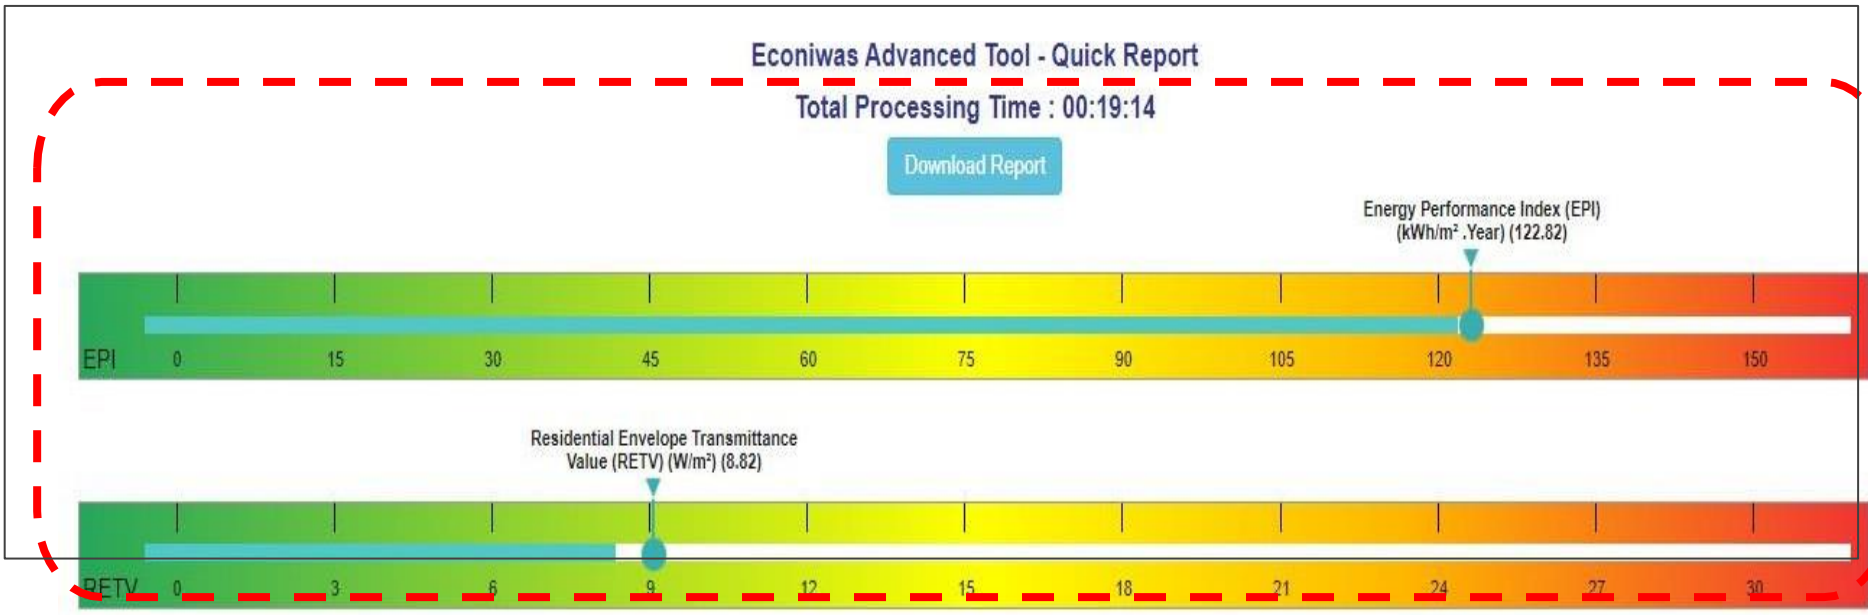 Econiwas Advanced Tool - Quick Report
Total Processing Time : 00:19:14
Download Report
Energy Performance Index (EPI)
(kWh/m² .Year) (122.82)
EPI 0 15 30 45 60 75 90 105 120 135 150
Residential Envelope Transmittance
Value (RETV) (W/m²) (8.82)
RETV 0 3 6 9 12 15 18 21 24 27 30